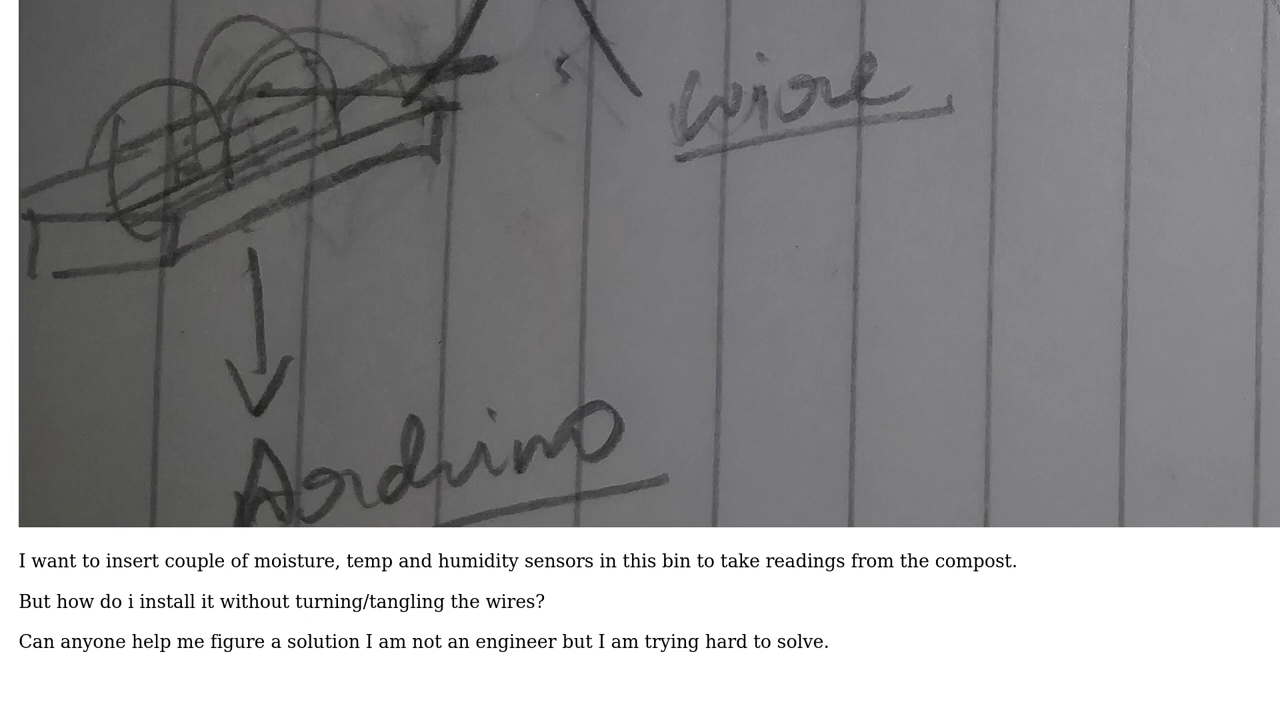 wire
Arduino
I want to insert couple of moisture, temp and humidity sensors in this bin to take readings from the compost.
But how do i install it without turning/tangling the wires?
Can anyone help me figure a solution I am not an engineer but I am trying hard to solve.